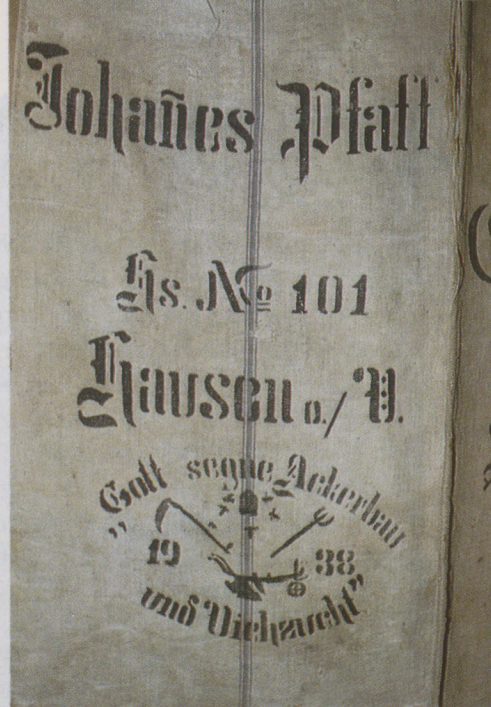 Johañes Pfaff
Hs. № 101
Hausen o./V.
„Gott segne Ackerbau
19 38
und Viehzucht”